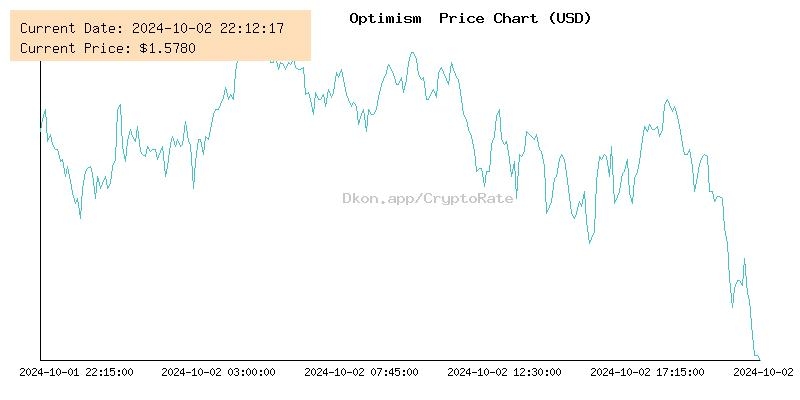 Optimism  Price Chart (USD)
Current Date: 2024-10-02 22:12:17
Current Price: $1.5780
Dkon.app/CryptoRate
2024-10-01 22:15:00 2024-10-02 03:00:00 2024-10-02 07:45:00 2024-10-02 12:30:00 2024-10-02 17:15:00 2024-10-02